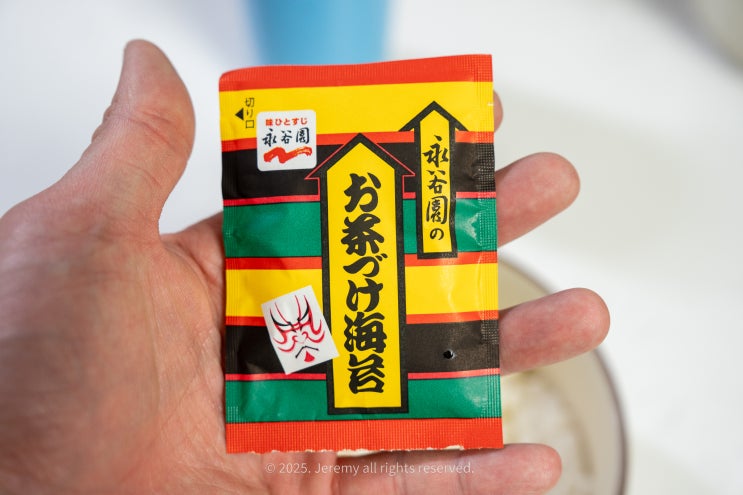 切り口
味ひとすじ
永谷園
永谷園の
お茶づけ海苔
© 2025. Jeremy all rights reserved.